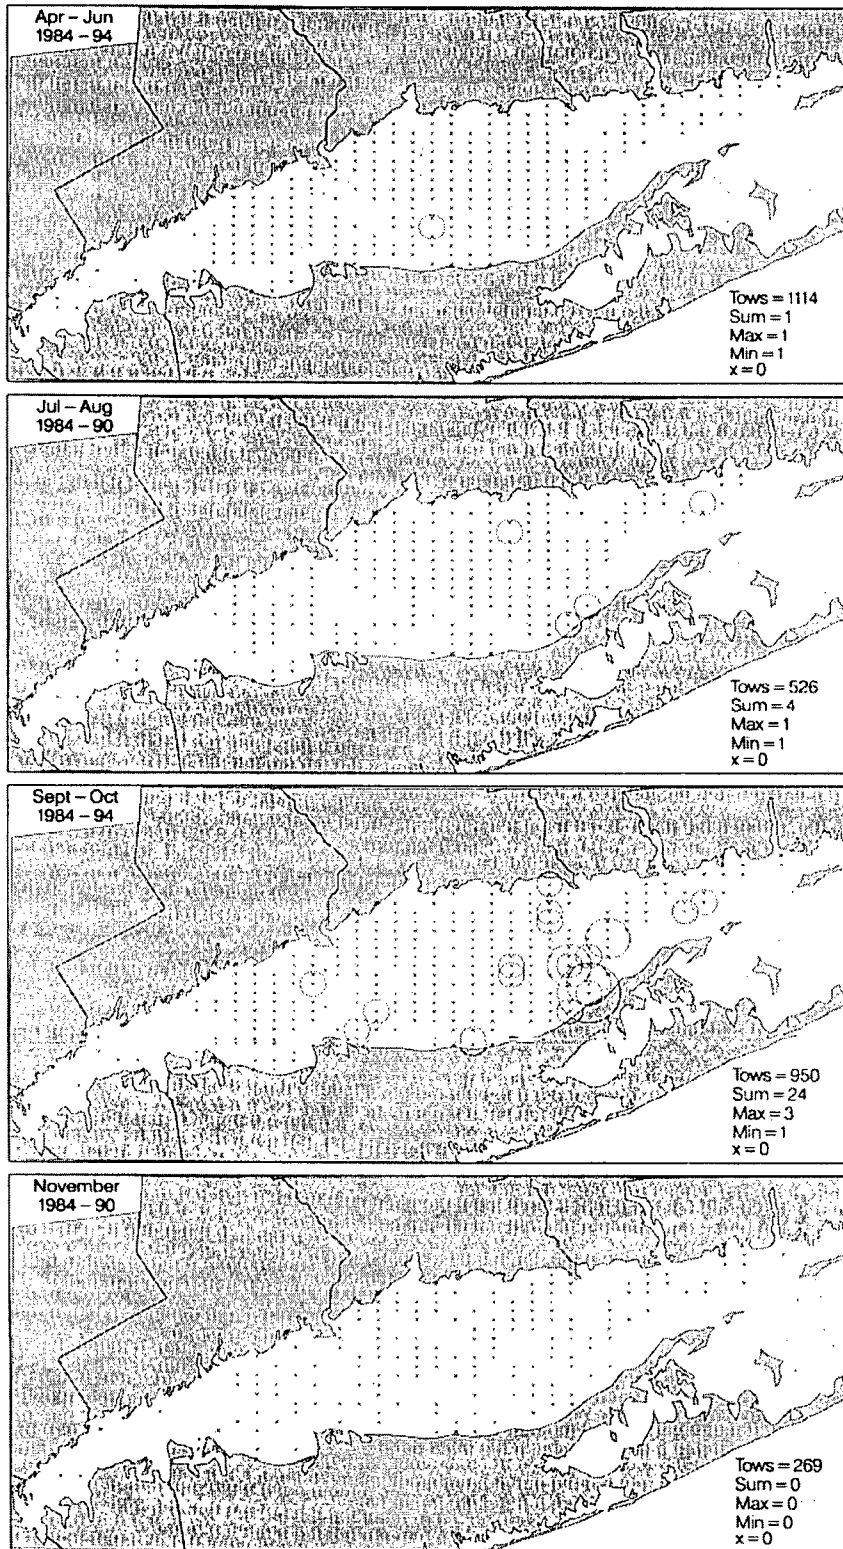 Apr – Jun
1984 – 94
Tows = 1114
Sum = 1
Max = 1
Min = 1
x = 0
Jul – Aug
1984 – 90
Tows = 526
Sum = 4
Max = 1
Min = 1
x = 0
Sept – Oct
1984 – 94
Tows = 950
Sum = 24
Max = 3
Min = 1
x = 0
November
1984 – 90
Tows = 269
Sum = 0
Max = 0
Min = 0
x = 0